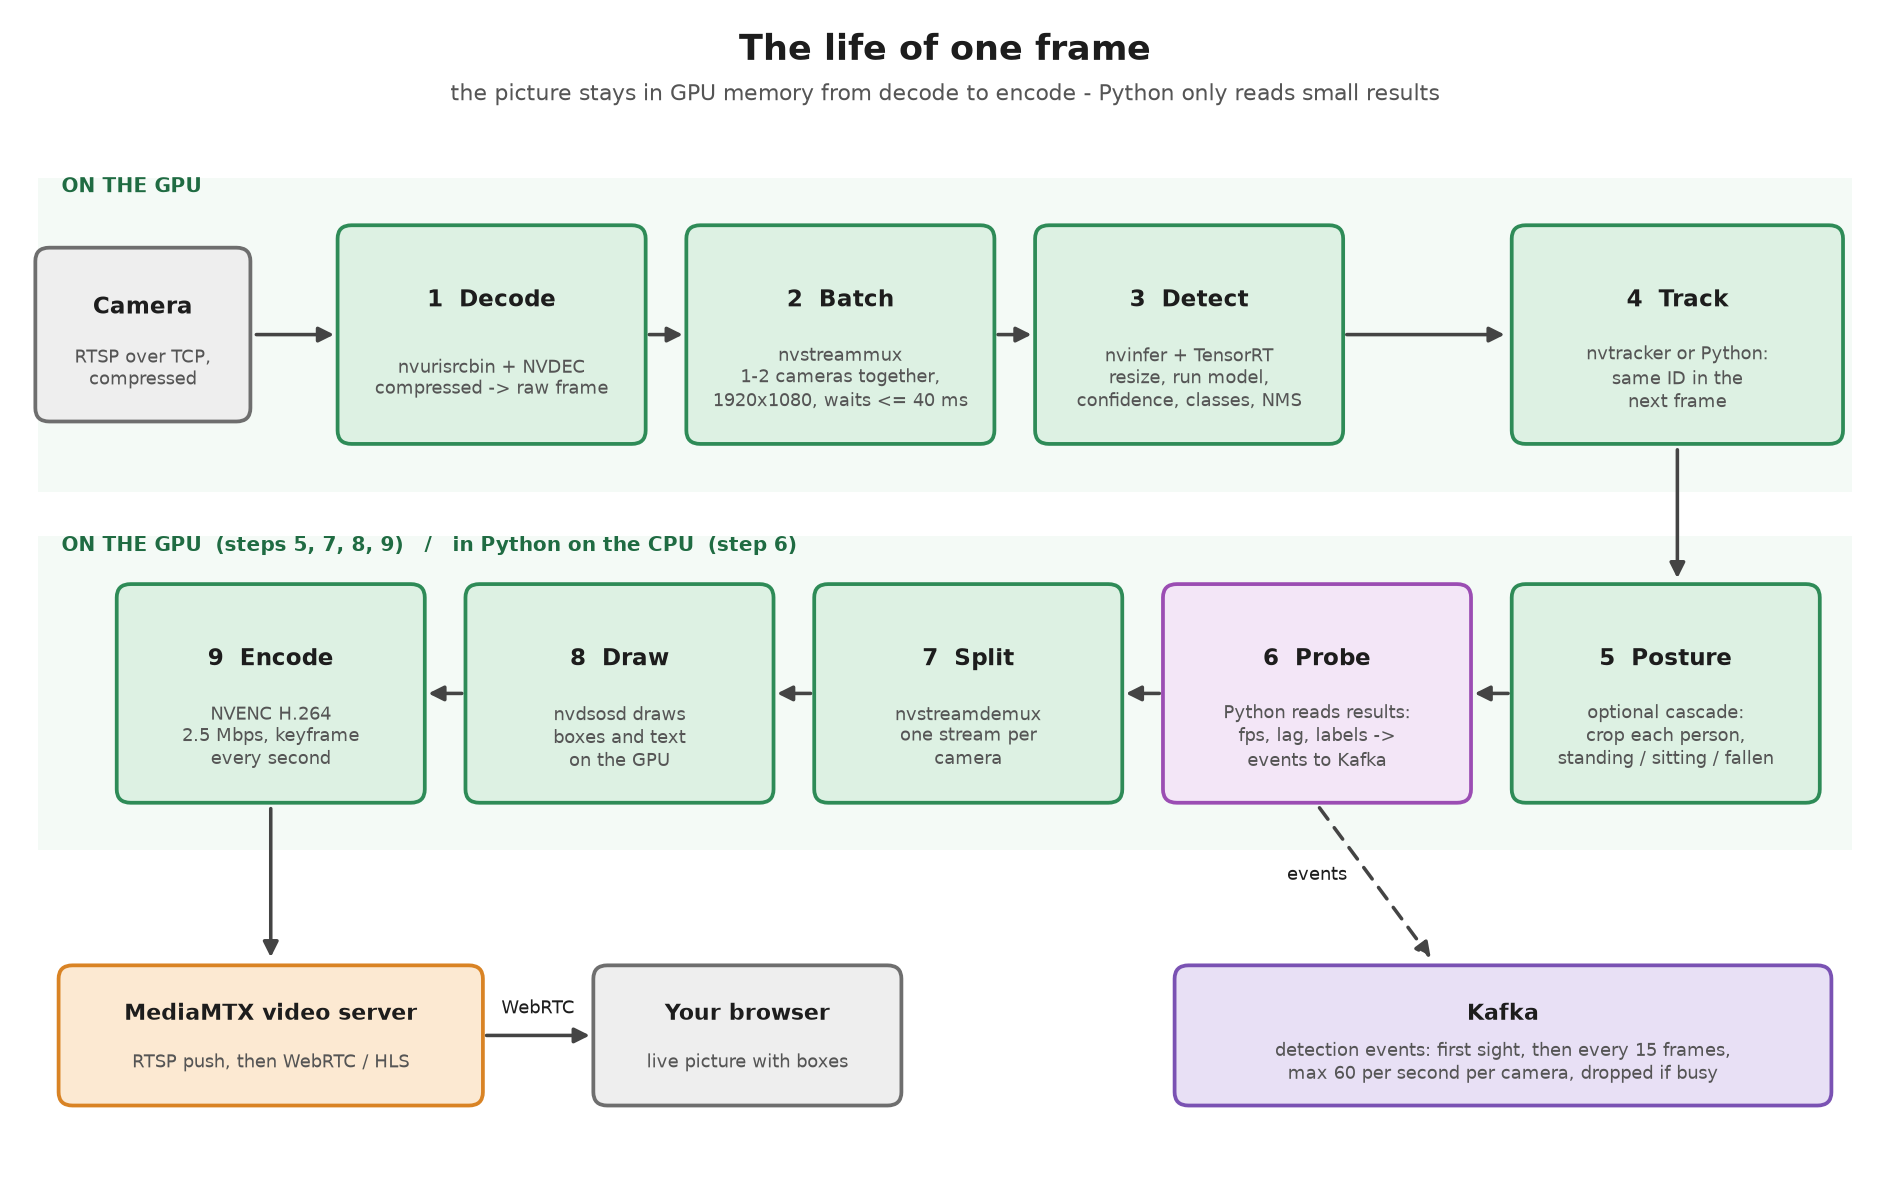 The life of one frame
the picture stays in GPU memory from decode to encode - Python only reads small results
ON THE GPU
Camera
RTSP over TCP,
compressed
1  Decode
nvurisrcbin + NVDEC
compressed -> raw frame
2  Batch
nvstreammux
1-2 cameras together,
1920x1080, waits <= 40 ms
3  Detect
nvinfer + TensorRT
resize, run model,
confidence, classes, NMS
4  Track
nvtracker or Python:
same ID in the
next frame
ON THE GPU  (steps 5, 7, 8, 9)   /   in Python on the CPU  (step 6)
9  Encode
NVENC H.264
2.5 Mbps, keyframe
every second
8  Draw
nvdsosd draws
boxes and text
on the GPU
7  Split
nvstreamdemux
one stream per
camera
6  Probe
Python reads results:
fps, lag, labels ->
events to Kafka
5  Posture
optional cascade:
crop each person,
standing / sitting / fallen
events
MediaMTX video server
RTSP push, then WebRTC / HLS
WebRTC
Your browser
live picture with boxes
Kafka
detection events: first sight, then every 15 frames,
max 60 per second per camera, dropped if busy